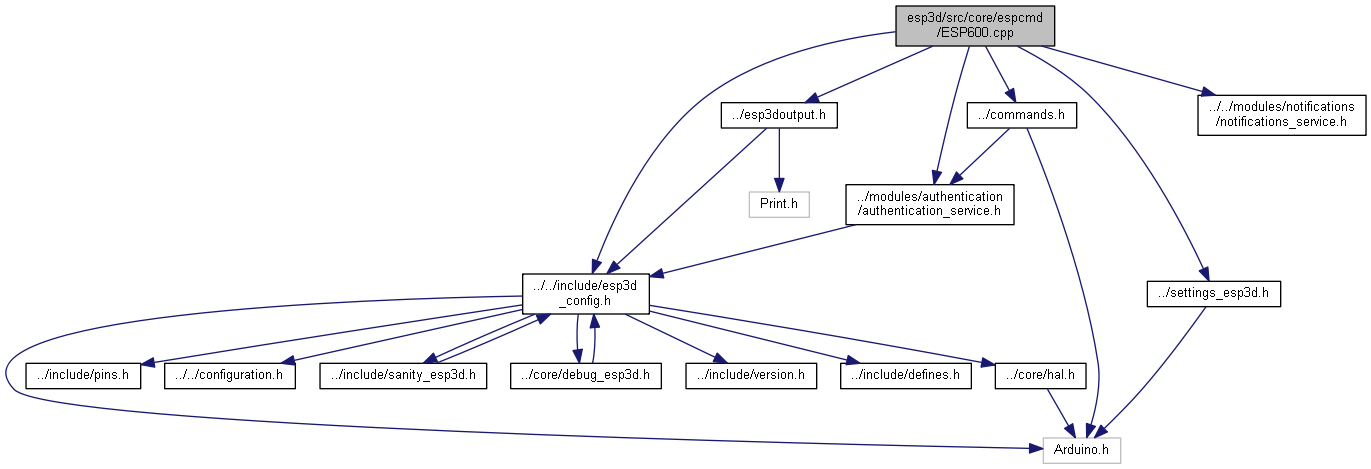 esp3d/src/core/espcmd
/ESP600.cpp
../esp3doutput.h
../commands.h
../../modules/notifications
/notifications_service.h
Print.h
../modules/authentication
/authentication_service.h
../../include/esp3d
_config.h
../settings_esp3d.h
../include/pins.h
../../configuration.h
../include/sanity_esp3d.h
../core/debug_esp3d.h
../include/version.h
../include/defines.h
../core/hal.h
Arduino.h